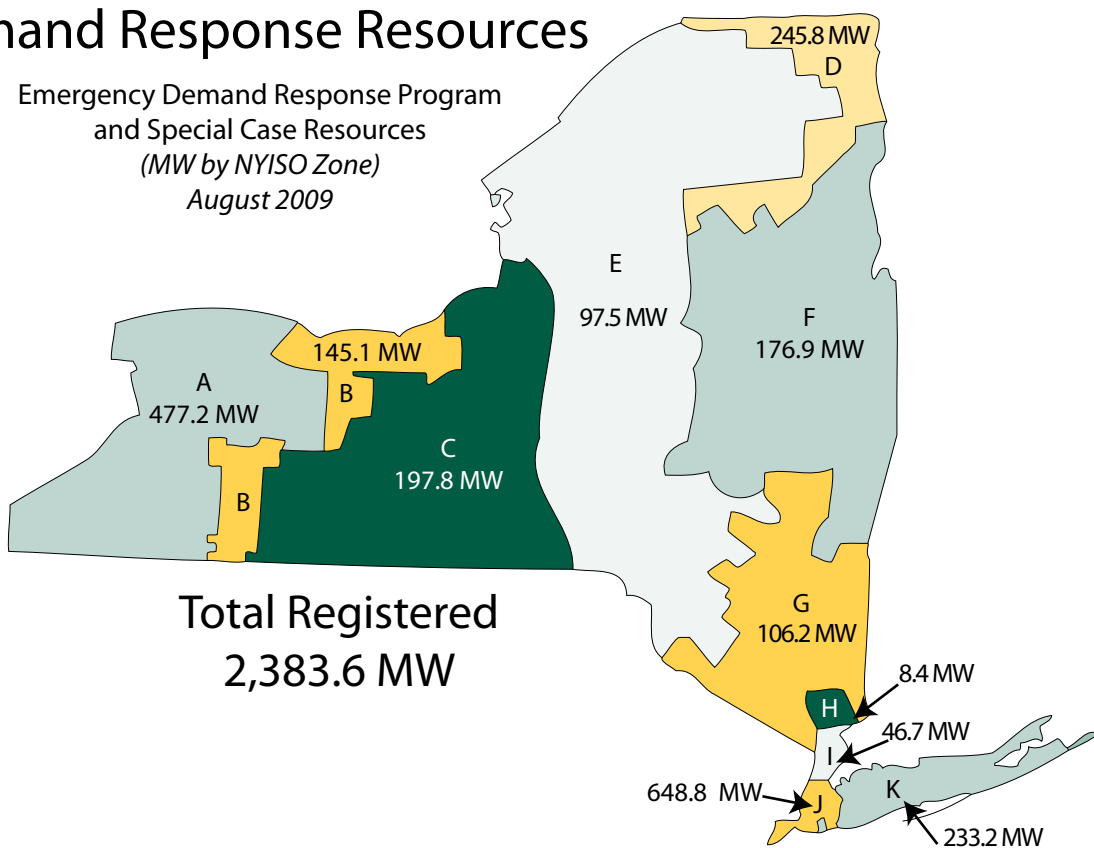 Response Resources
Emergency Demand Response Program
and Special Case Resources
(MW by NYISO Zone)
August 2009
245.8 MW
D
E
97.5 MW
F
176.9 MW
145.1 MW
B
A
477.2 MW
C
197.8 MW
B
Total Registered
2,383.6 MW
G
106.2 MW
8.4 MW
H
46.7 MW
I
648.8 MW
J
K
233.2 MW